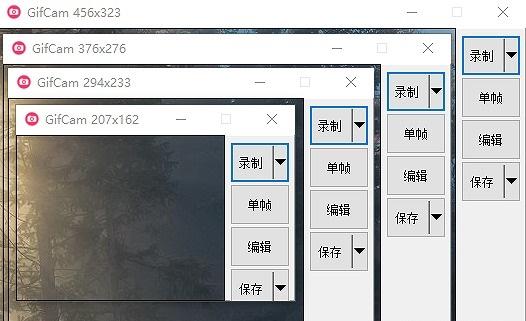 GifCam 456x323
录制
单帧
编辑
保存
GifCam 376x276
录制
单帧
编辑
保存
GifCam 294x233
录制
单帧
编辑
保存
GifCam 207x162
录制
单帧
编辑
保存